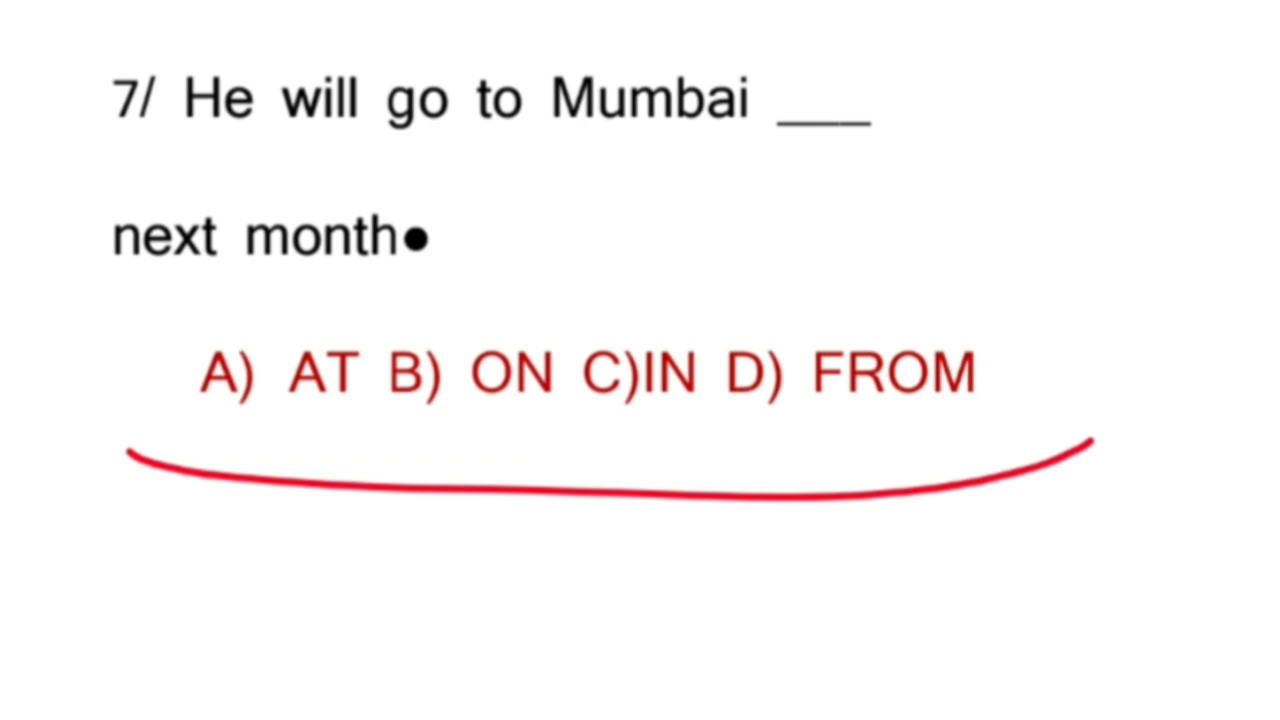 7/ He will go to Mumbai ___
next month●
A) AT B) ON C)IN D) FROM